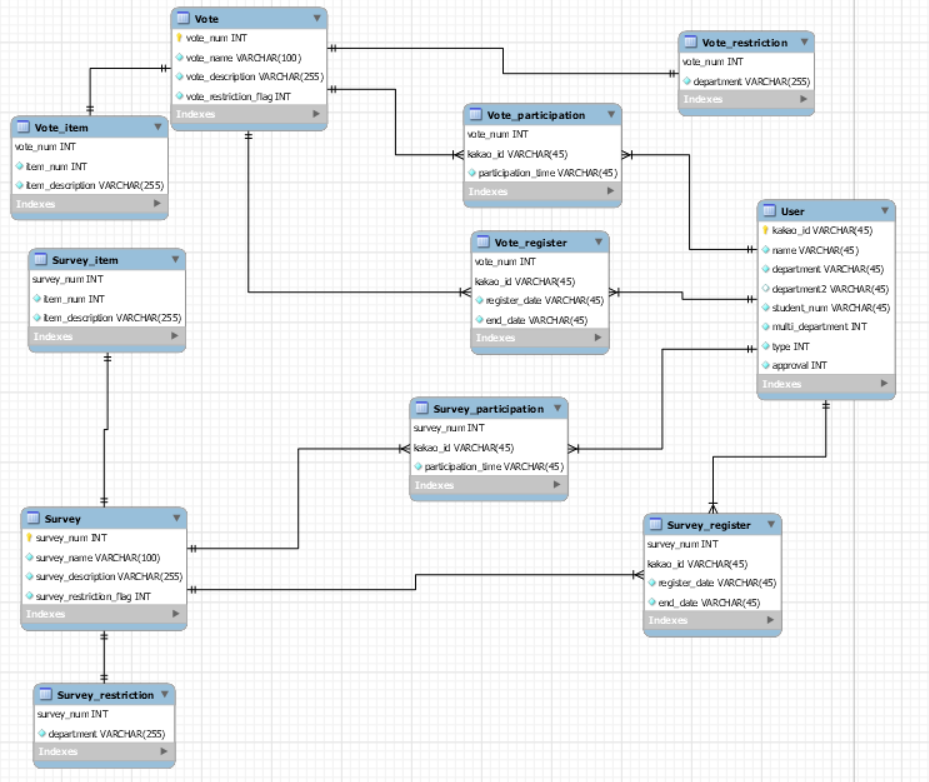 Vote
vote_num INT
vote_name VARCHAR(100)
vote_description VARCHAR(255)
vote_restriction_flag INT
Indexes
Vote_restriction
vote_num INT
department VARCHAR(255)
Indexes
Vote_item
vote_num INT
item_num INT
item_description VARCHAR(255)
Indexes
Vote_participation
vote_num INT
kakao_id VARCHAR(45)
participation_time VARCHAR(45)
Indexes
User
kakao_id VARCHAR(45)
name VARCHAR(45)
department VARCHAR(45)
department2 VARCHAR(45)
student_num VARCHAR(45)
multi_department INT
type INT
approval INT
Indexes
Vote_register
vote_num INT
kakao_id VARCHAR(45)
register_date VARCHAR(45)
end_date VARCHAR(45)
Indexes
Survey_item
survey_num INT
item_num INT
item_description VARCHAR(255)
Indexes
Survey_participation
survey_num INT
kakao_id VARCHAR(45)
participation_time VARCHAR(45)
Indexes
Survey
survey_num INT
survey_name VARCHAR(100)
survey_description VARCHAR(255)
survey_restriction_flag INT
Indexes
Survey_register
survey_num INT
kakao_id VARCHAR(45)
register_date VARCHAR(45)
end_date VARCHAR(45)
Indexes
Survey_restriction
survey_num INT
department VARCHAR(255)
Indexes